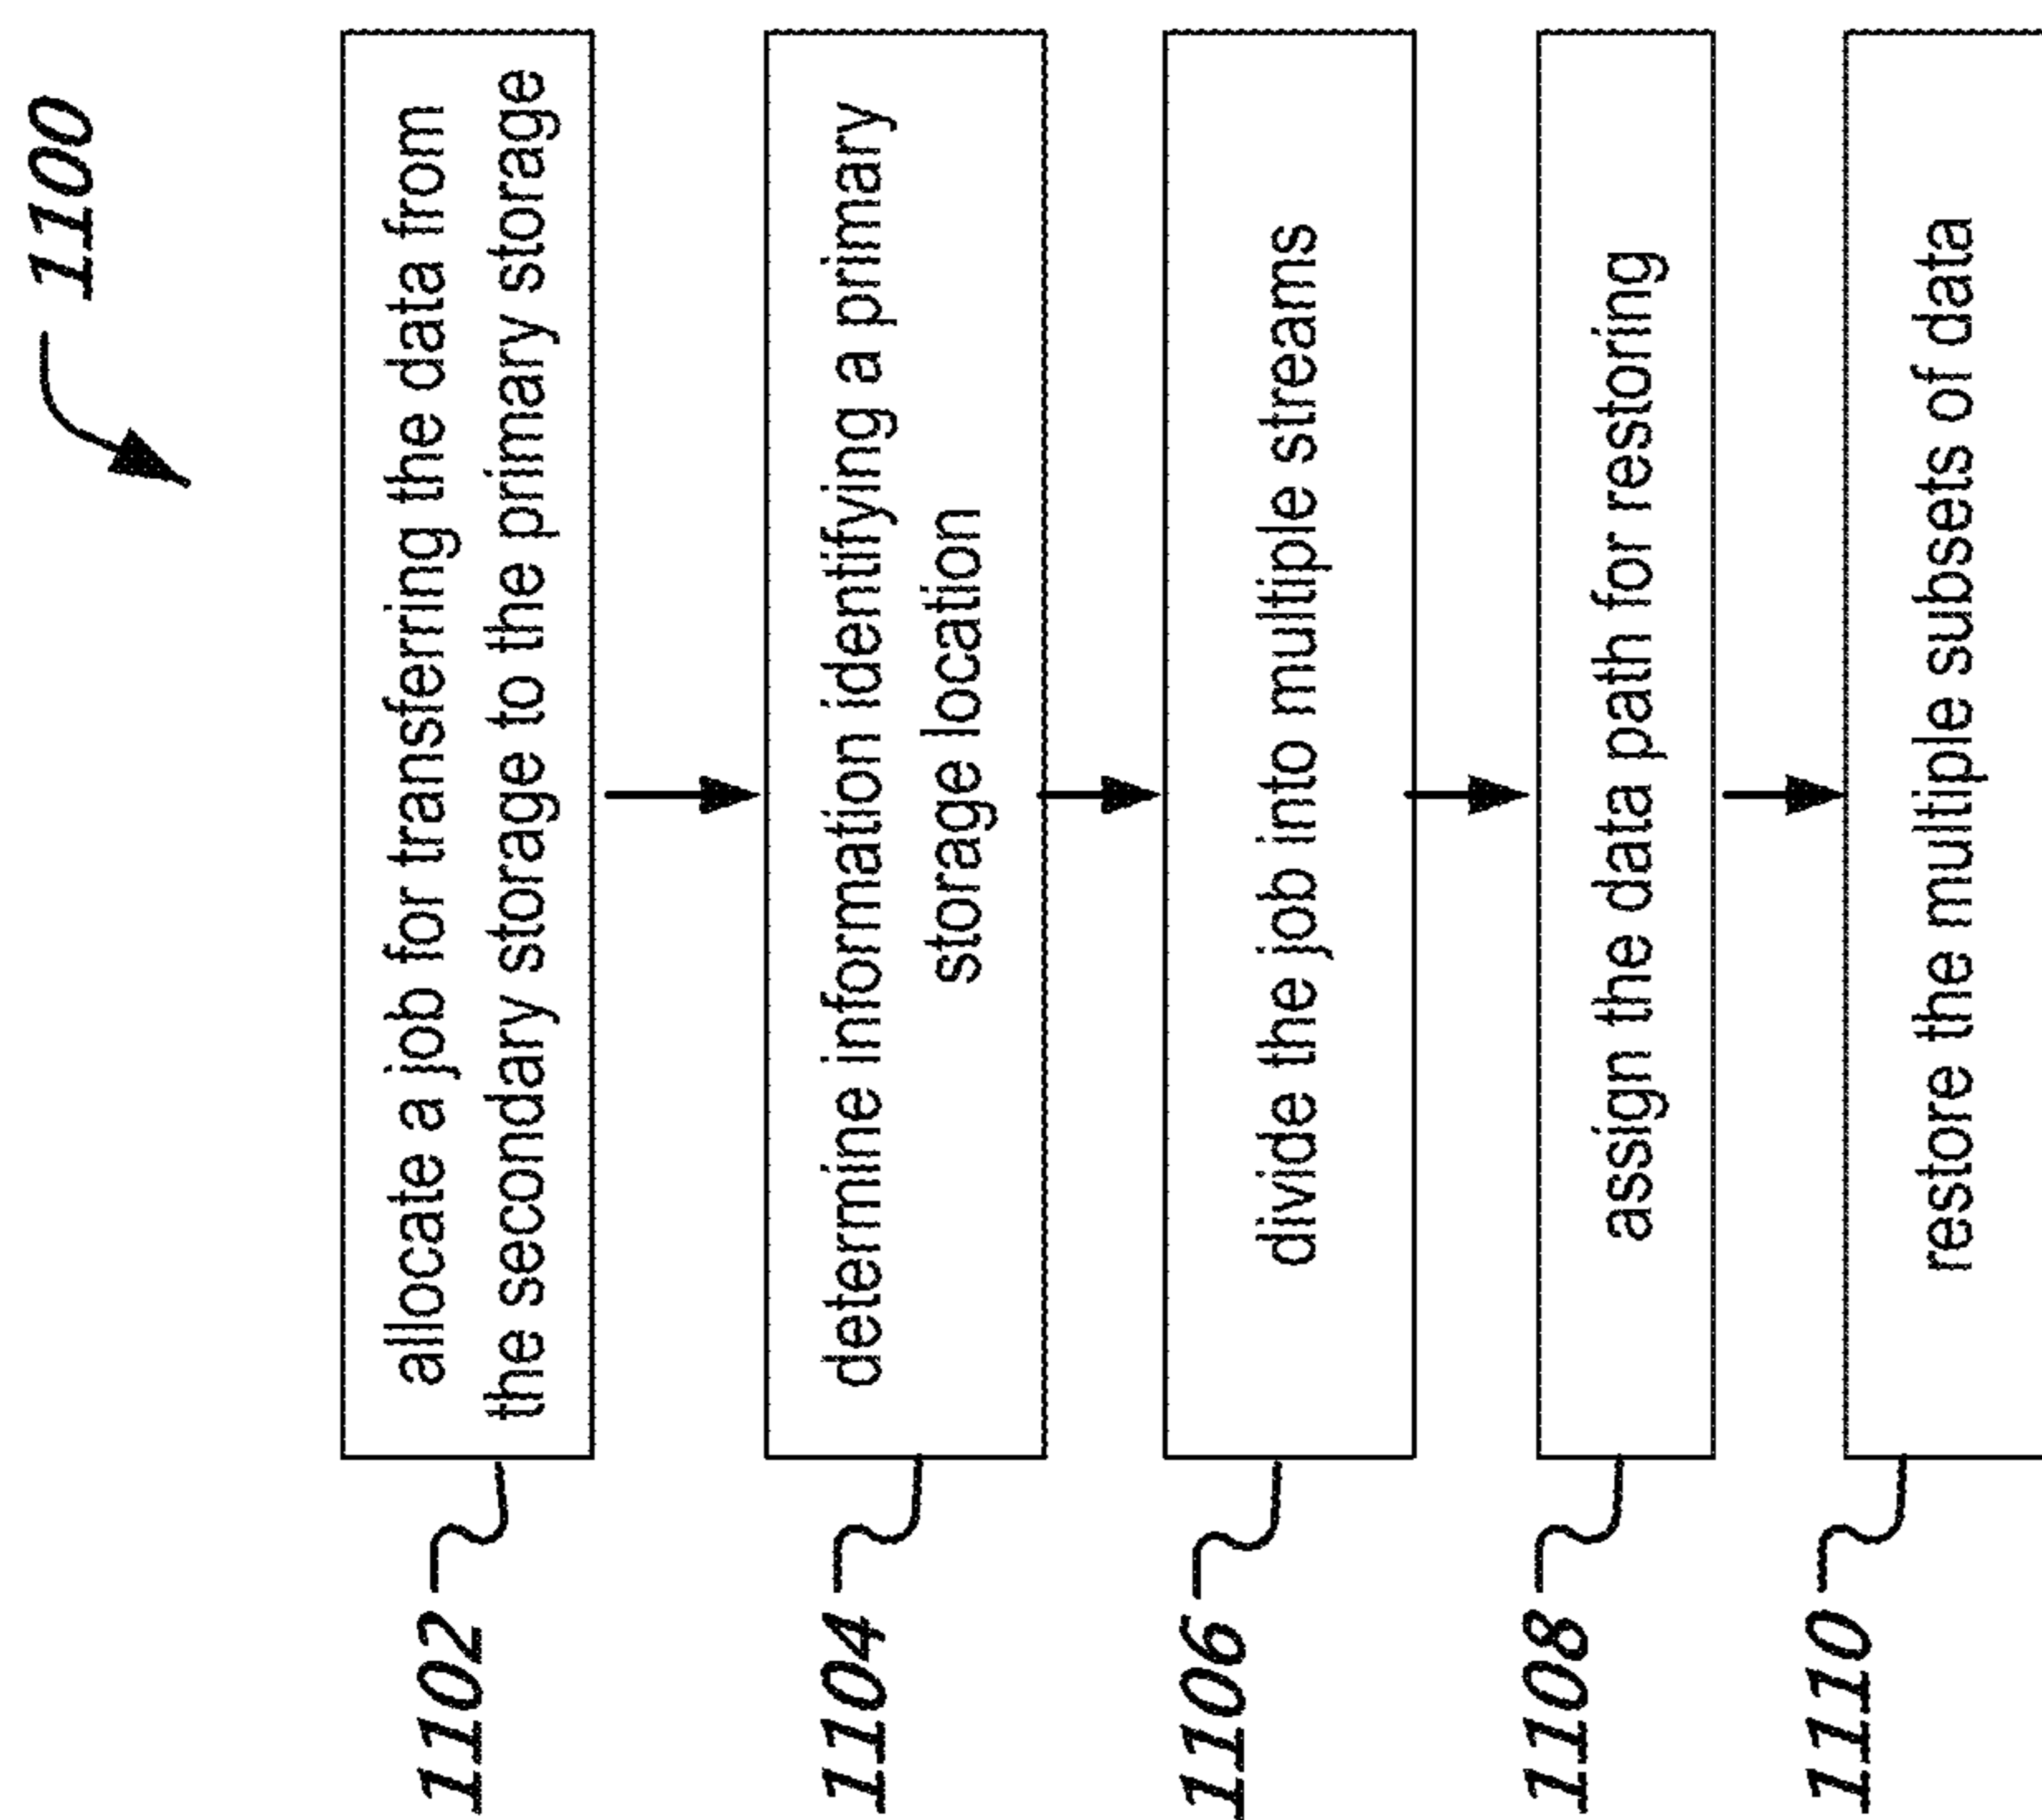 1100
1102
allocate a job for transferring the data from
the secondary storage to the primary storage
1104
determine information identifying a primary
storage location
1106
divide the job into multiple streams
1108
assign the data path for restoring
1110
restore the multiple subsets of data